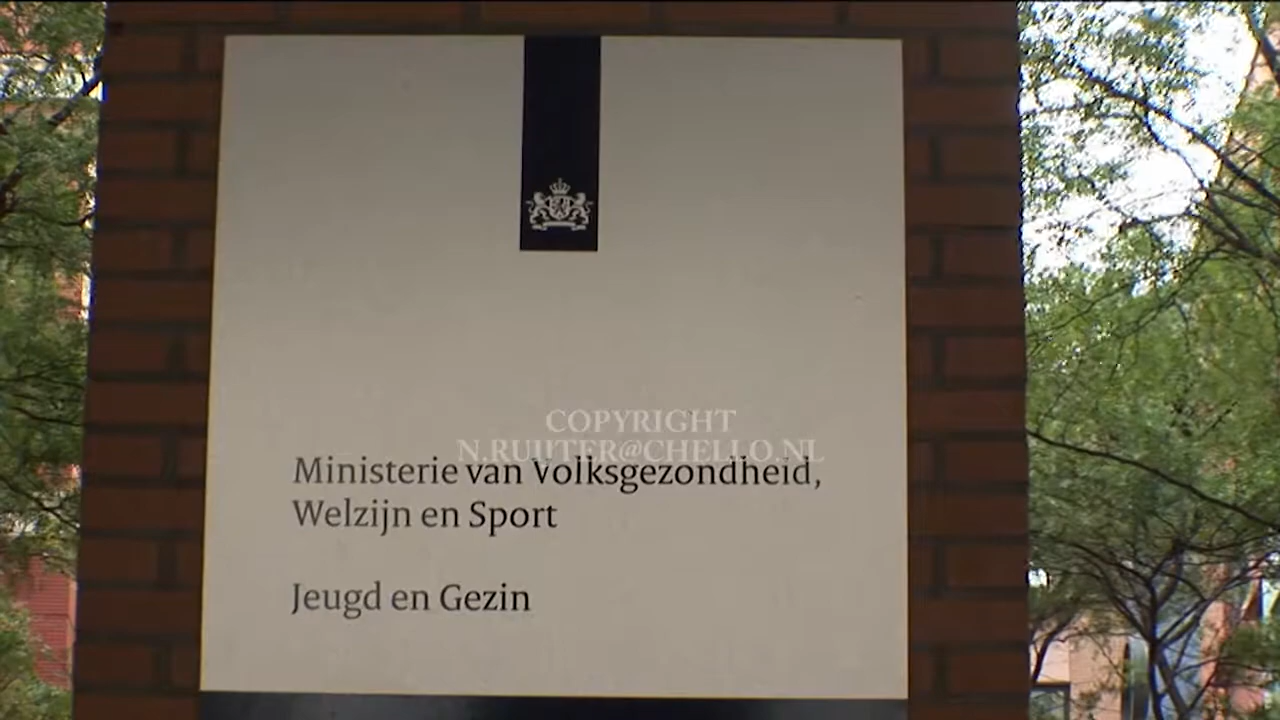 COPYRIGHT
N.RUIJTER@CHELLO.NL
Ministerie van Volksgezondheid,
Welzijn en Sport
Jeugd en Gezin